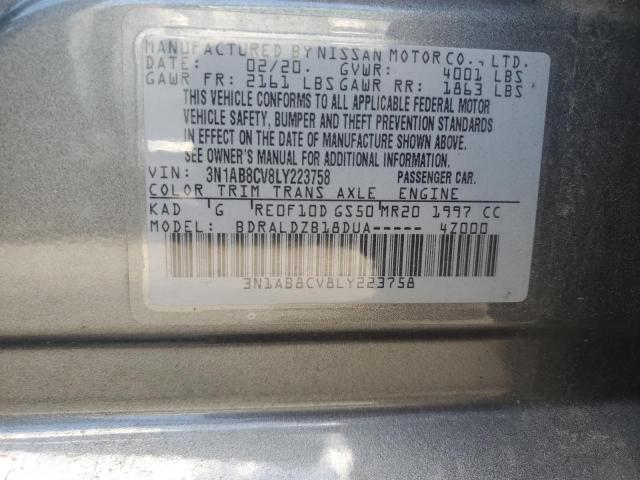 MANUFACTURED BY NISSAN MOTOR CO., LTD.
DATE: 02/20. GVWR: 4001 LBS
GAWR FR: 2161 LBS GAWR RR: 1863 LBS
THIS VEHICLE CONFORMS TO ALL APPLICABLE FEDERAL MOTOR
VEHICLE SAFETY, BUMPER AND THEFT PREVENTION STANDARDS
IN EFFECT ON THE DATE OF MANUFACTURE SHOWN ABOVE.
SEE OWNER'S MANUAL FOR ADDITIONAL INFORMATION.
VIN: 3N1AB8CV8LY223758 PASSENGER CAR.
COLOR TRIM TRANS AXLE ENGINE
KAD G RE0F10D GS50 MR20 1997 CC
MODEL: BDRALDZB18DUA----- 4Z000
3N1AB8CV8LY223758